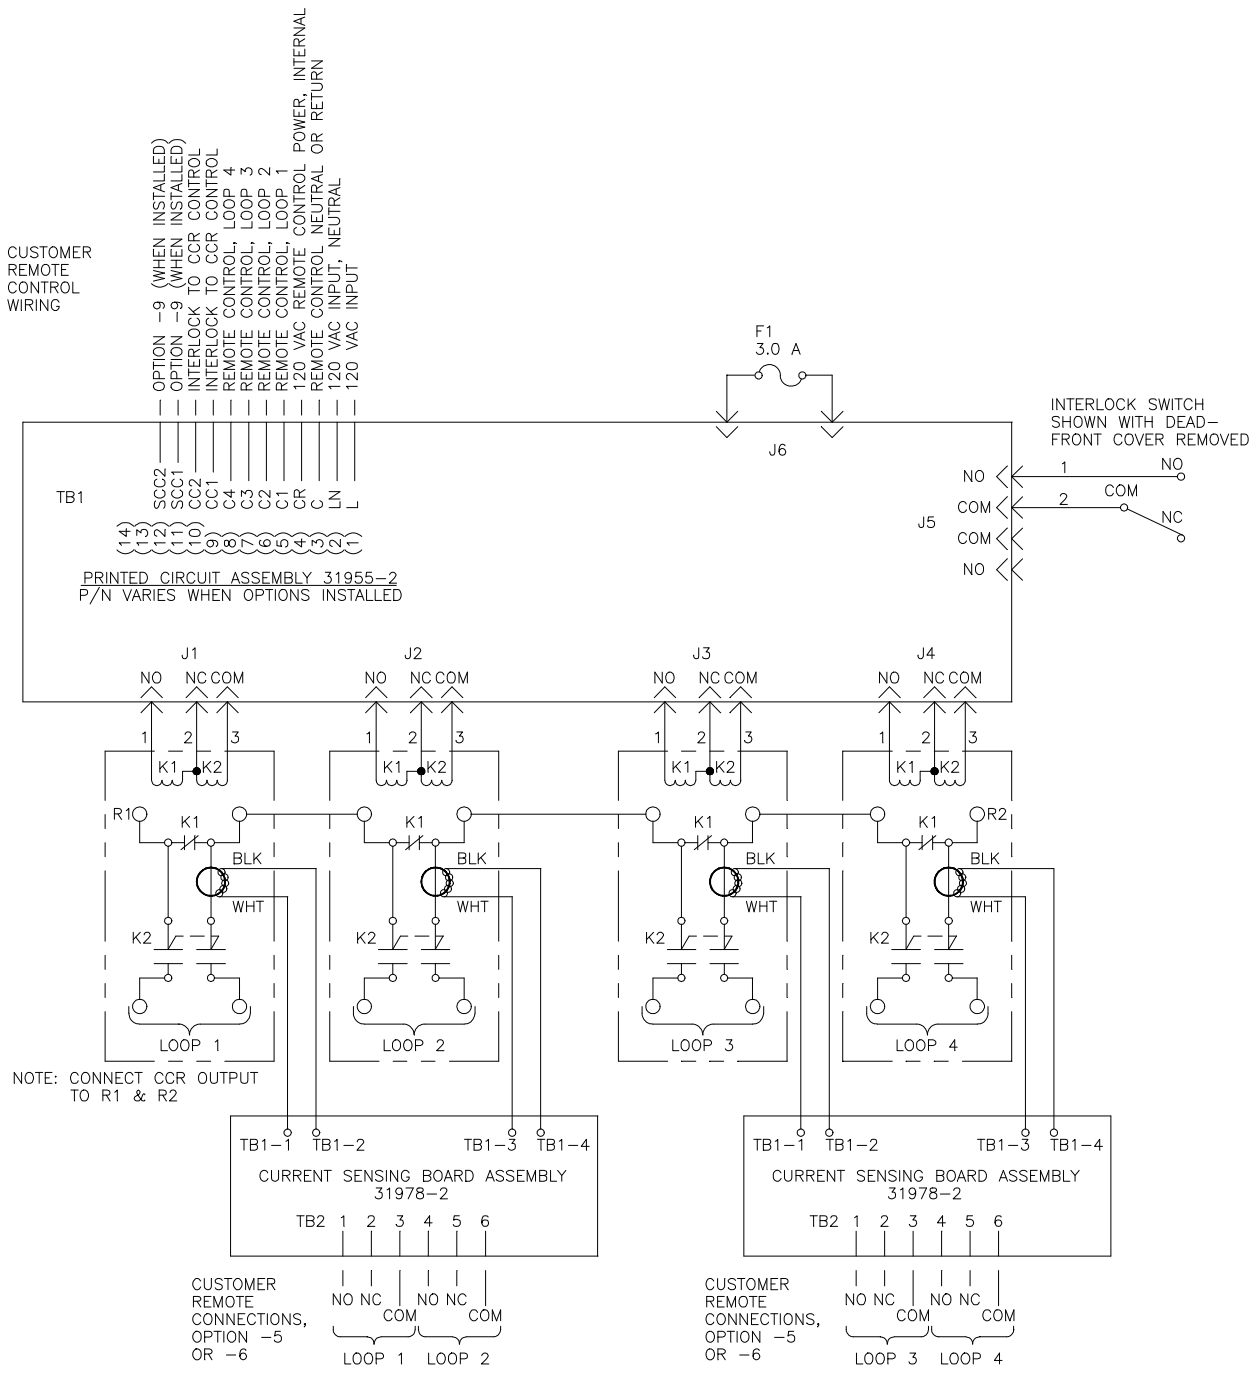 CUSTOMER
REMOTE
CONTROL
WIRING
OPTION -9 (WHEN INSTALLED)
OPTION -9 (WHEN INSTALLED)
INTERLOCK TO CCR CONTROL
INTERLOCK TO CCR CONTROL
REMOTE CONTROL, LOOP 4
REMOTE CONTROL, LOOP 3
REMOTE CONTROL, LOOP 2
REMOTE CONTROL, LOOP 1
120 VAC REMOTE CONTROL POWER, INTERNAL
REMOTE CONTROL NEUTRAL OR RETURN
120 VAC INPUT, NEUTRAL
120 VAC INPUT
F1
3.0 A
J6
INTERLOCK SWITCH
SHOWN WITH DEAD-
FRONT COVER REMOVED
TB1
SCC2
SCC1
CC2
CC1
C4
C3
C2
C1
CR
C
LN
L
(14)
(13)
(12)
(11)
(10)
(9)
(8)
(7)
(6)
(5)
(4)
(3)
(2)
(1)
PRINTED CIRCUIT ASSEMBLY 31955-2
P/N VARIES WHEN OPTIONS INSTALLED
J5
NO 1 NO
COM 2 COM
NC
COM
NO
J1 J2 J3 J4
NO NC COM NO NC COM NO NC COM NO NC COM
1 2 3 1 2 3 1 2 3 1 2 3
K1 K2 K1 K2 K1 K2 K1 K2
R1 K1 K1 K1 K1 R2
BLK BLK BLK BLK
WHT WHT WHT WHT
K2 K2 K2 K2
LOOP 1 LOOP 2 LOOP 3 LOOP 4
NOTE: CONNECT CCR OUTPUT
TO R1 & R2
TB1-1 TB1-2 TB1-3 TB1-4
CURRENT SENSING BOARD ASSEMBLY
31978-2
TB2 1 2 3 4 5 6
CUSTOMER
REMOTE
CONNECTIONS,
OPTION -5
OR -6
NO NC COM NO NC COM
LOOP 1 LOOP 2
TB1-1 TB1-2 TB1-3 TB1-4
CURRENT SENSING BOARD ASSEMBLY
31978-2
TB2 1 2 3 4 5 6
CUSTOMER
REMOTE
CONNECTIONS,
OPTION -5
OR -6
NO NC COM NO NC COM
LOOP 3 LOOP 4